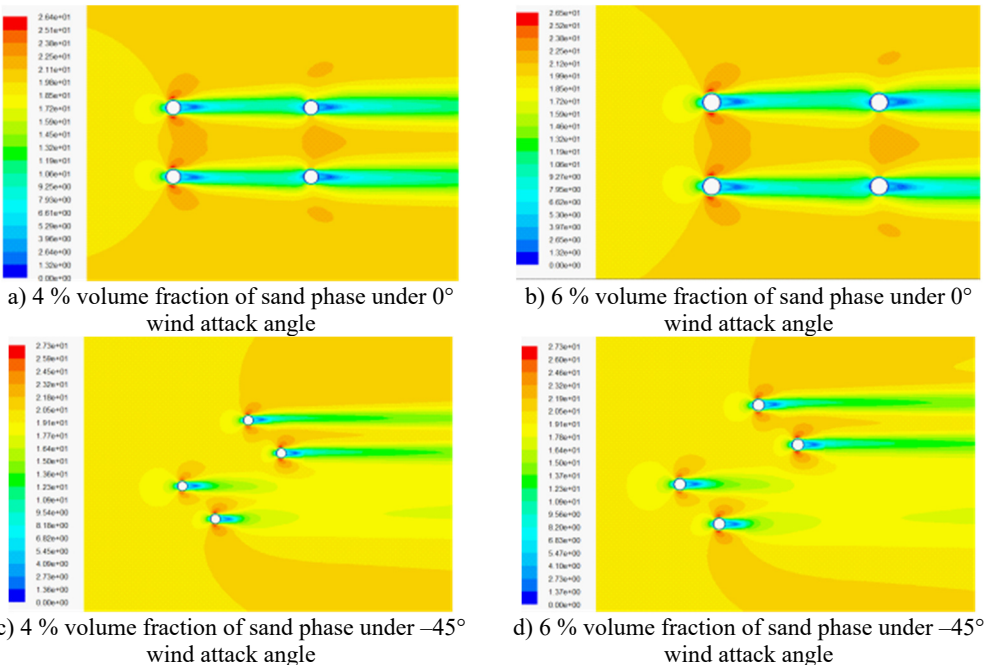 2.64e+01
2.51e+01
2.38e+01
2.25e+01
2.11e+01
1.98e+01
1.85e+01
1.72e+01
1.59e+01
1.45e+01
1.32e+01
1.19e+01
1.06e+01
9.25e+00
7.93e+00
6.61e+00
5.29e+00
3.96e+00
2.64e+00
1.32e+00
0.00e+00
a) 4 % volume fraction of sand phase under 0°
wind attack angle
2.65e+01
2.52e+01
2.38e+01
2.25e+01
2.12e+01
1.99e+01
1.85e+01
1.72e+01
1.59e+01
1.46e+01
1.32e+01
1.19e+01
1.06e+01
9.27e+00
7.95e+00
6.62e+00
5.30e+00
3.97e+00
2.65e+00
1.32e+00
0.00e+00
b) 6 % volume fraction of sand phase under 0°
wind attack angle
2.73e+01
2.59e+01
2.45e+01
2.32e+01
2.18e+01
2.05e+01
1.91e+01
1.77e+01
1.64e+01
1.50e+01
1.36e+01
1.23e+01
1.09e+01
9.54e+00
8.18e+00
6.82e+00
5.45e+00
4.09e+00
2.73e+00
1.36e+00
0.00e+00
c) 4 % volume fraction of sand phase under –45°
wind attack angle
2.73e+01
2.60e+01
2.46e+01
2.32e+01
2.19e+01
2.05e+01
1.91e+01
1.78e+01
1.64e+01
1.50e+01
1.37e+01
1.23e+01
1.09e+01
9.56e+00
8.20e+00
6.83e+00
5.47e+00
4.10e+00
2.73e+00
1.37e+00
0.00e+00
d) 6 % volume fraction of sand phase under –45°
wind attack angle